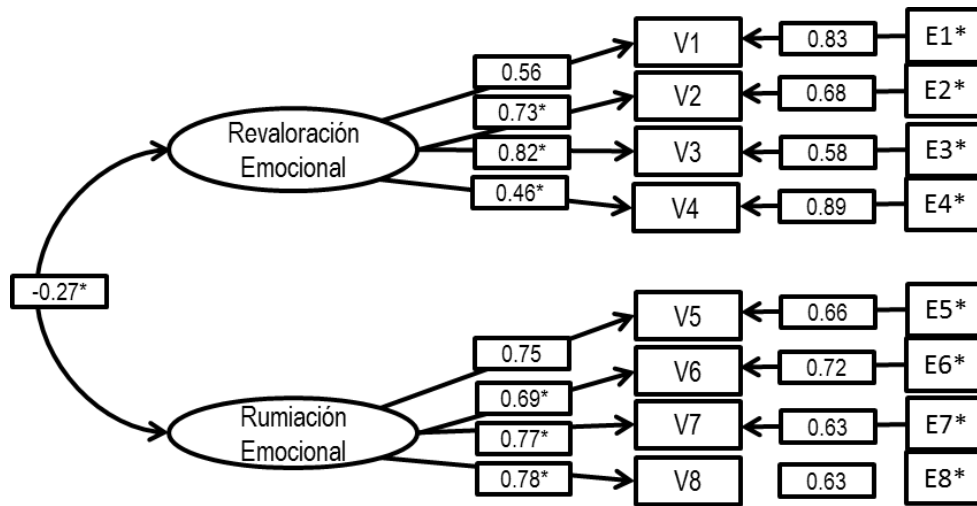 0.56 V1 0.83 E1*
0.73* V2 0.68 E2*
Revaloración
Emocional
0.82* V3 0.58 E3*
0.46* V4 0.89 E4*
-0.27*
0.75 V5 0.66 E5*
0.69* V6 0.72 E6*
Rumiación
Emocional
0.77* V7 0.63 E7*
0.78* V8 0.63 E8*